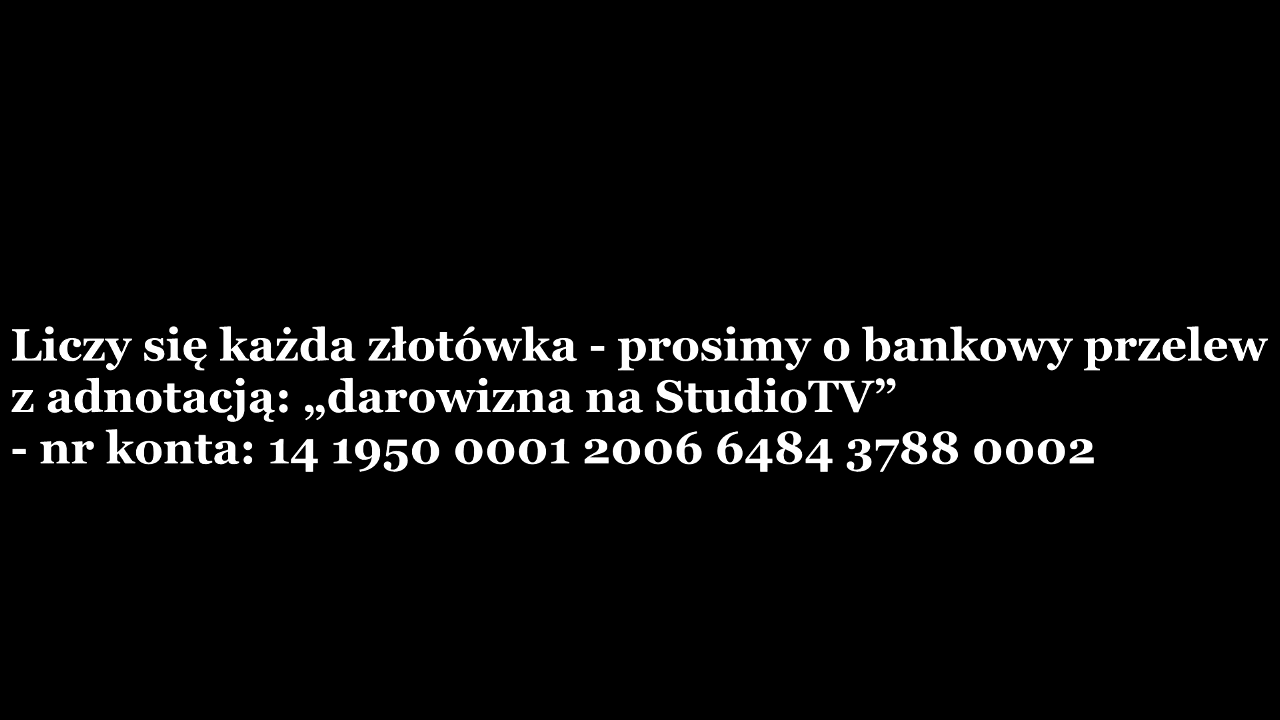 Liczy się każda złotówka - prosimy o bankowy przelew
z adnotacją: „darowizna na StudioTV”
- nr konta: 14 1950 0001 2006 6484 3788 0002